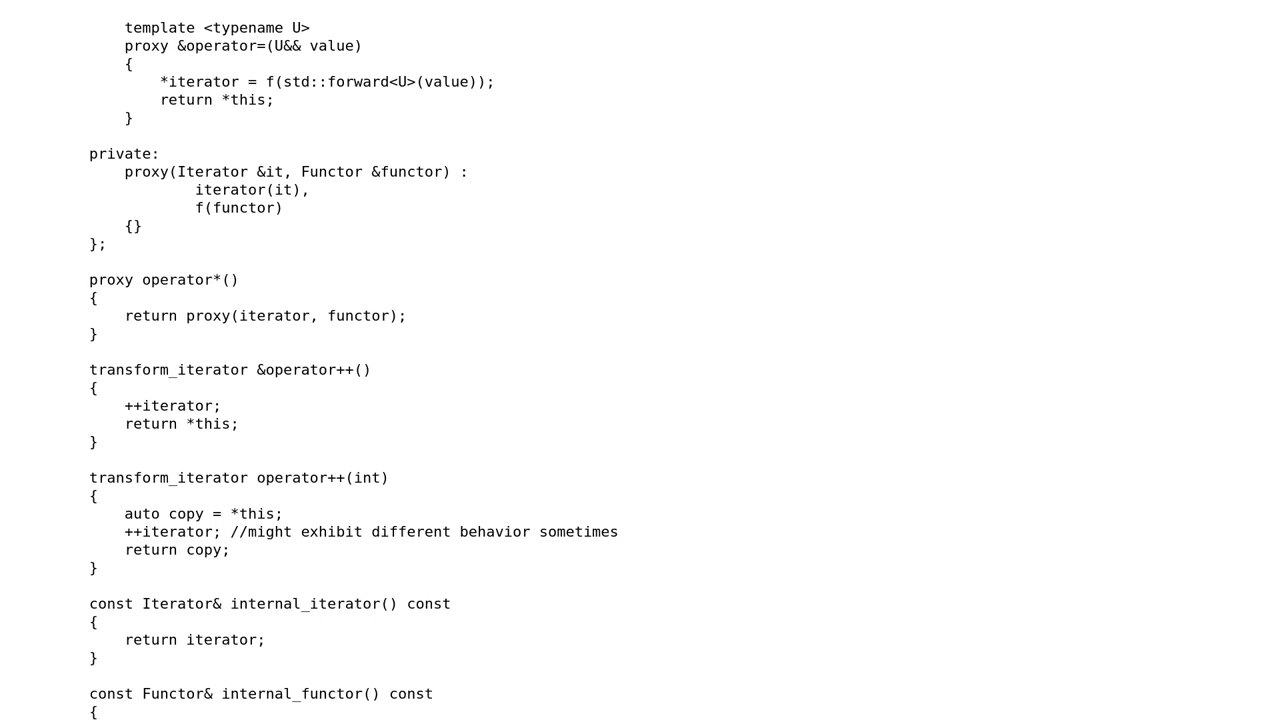 template <typename U>
proxy &operator=(U&& value)
{
*iterator = f(std::forward<U>(value));
return *this;
}
private:
proxy(Iterator &it, Functor &functor) :
iterator(it),
f(functor)
{}
};
proxy operator*()
{
return proxy(iterator, functor);
}
transform_iterator &operator++()
{
++iterator;
return *this;
}
transform_iterator operator++(int)
{
auto copy = *this;
++iterator; //might exhibit different behavior sometimes
return copy;
}
const Iterator& internal_iterator() const
{
return iterator;
}
const Functor& internal_functor() const
{